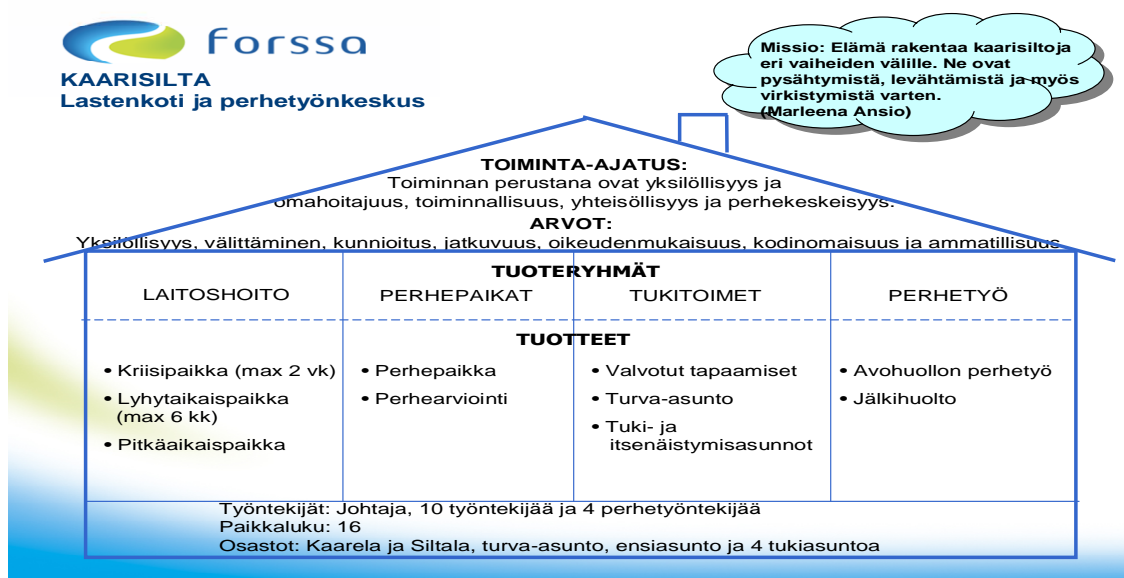 forssa
KAARISILTA
Lastenkoti ja perhetyönkeskus
Missio: Elämä rakentaa kaarisiltoja
eri vaiheiden välille. Ne ovat
pysähtymistä, levähtämistä ja myös
virkistymistä varten.
(Marleena Ansio)
TOIMINTA-AJATUS:
Toiminnan perustana ovat yksilöllisyys ja
omahoitajuus, toiminnallisuus, yhteisöllisyys ja perhekeskeisyys.
ARVOT:
Yksilöllisyys, välittäminen, kunnioitus, jatkuvuus, oikeudenmukaisuus, kodinomaisuus ja ammatillisuus
TUOTERYHMÄT
LAITOSHOITO PERHEPAIKAT TUKITOIMET PERHETYÖ
TUOTTEET
• Kriisipaikka (max 2 vk)
• Lyhytaikaispaikka
(max 6 kk)
• Pitkäaikaispaikka
• Perhepaikka
• Perhearviointi
• Valvotut tapaamiset
• Turva-asunto
• Tuki- ja
itsenäistymisasunnot
• Avohuollon perhetyö
• Jälkihuolto
Työntekijät: Johtaja, 10 työntekijää ja 4 perhetyöntekijää
Paikkaluku: 16
Osastot: Kaarela ja Siltala, turva-asunto, ensiasunto ja 4 tukiasuntoa